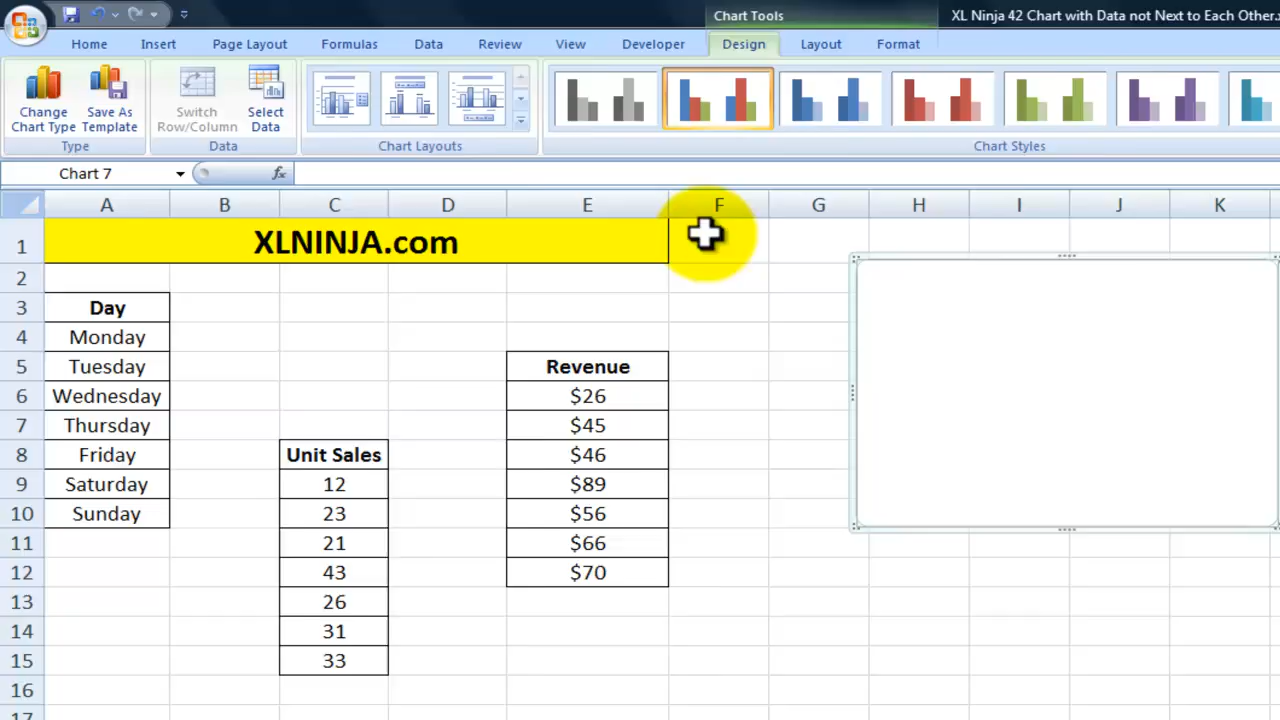 Chart Tools
XL Ninja 42 Chart with Data not Next to Each Other.
Home Insert Page Layout Formulas Data Review View Developer Design Layout Format
Change Chart Type
Save As Template
Switch Row/Column
Select Data
Type Data Chart Layouts Chart Styles
Chart 7 fx
A B C D E F G H I J K
1 XLNINJA.com
2
3 Day
4 Monday
5 Tuesday Revenue
6 Wednesday $26
7 Thursday $45
8 Friday Unit Sales $46
9 Saturday 12 $89
10 Sunday 23 $56
11 21 $66
12 43 $70
13 26
14 31
15 33
16
17